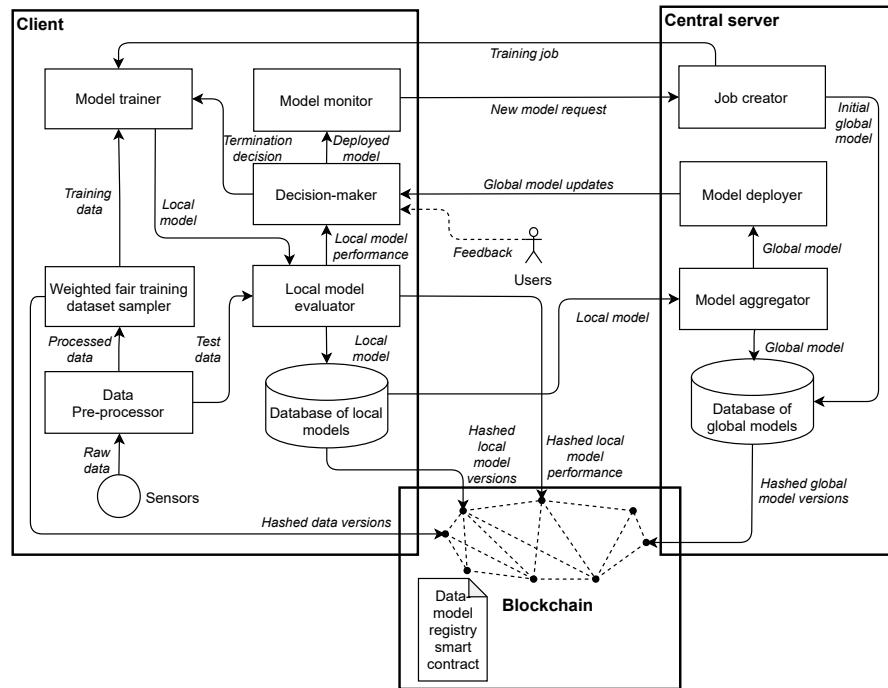 Client
Central server
Training job
Model trainer
Model monitor
Job creator
New model request
Initial
global
model
Termination
decision
Deployed
model
Training
data
Local
model
Decision-maker
Global model updates
Model deployer
Local model
performance
Feedback
Users
Global model
Weighted fair training
dataset sampler
Local model
evaluator
Model aggregator
Local model
Processed
data
Test
data
Local
model
Global model
Data
Pre-processor
Database of local
models
Database of
global models
Raw
data
Sensors
Hashed
local
model
versions
Hashed local
model
performance
Hashed global
model versions
Hashed data versions
Blockchain
Data-
model
registry
smart
contract